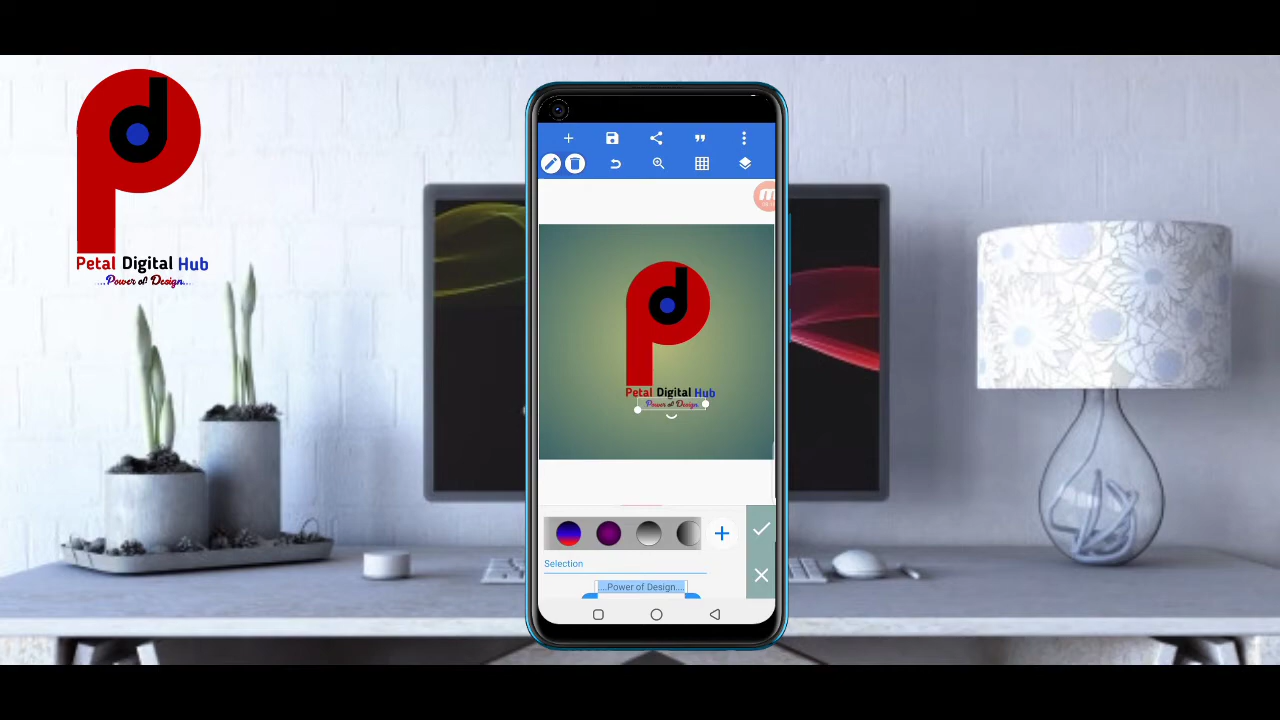 Petal Digital Hub
...Power of Design...
Petal Digital Hub
Power of Design
Selection
...Power of Design....